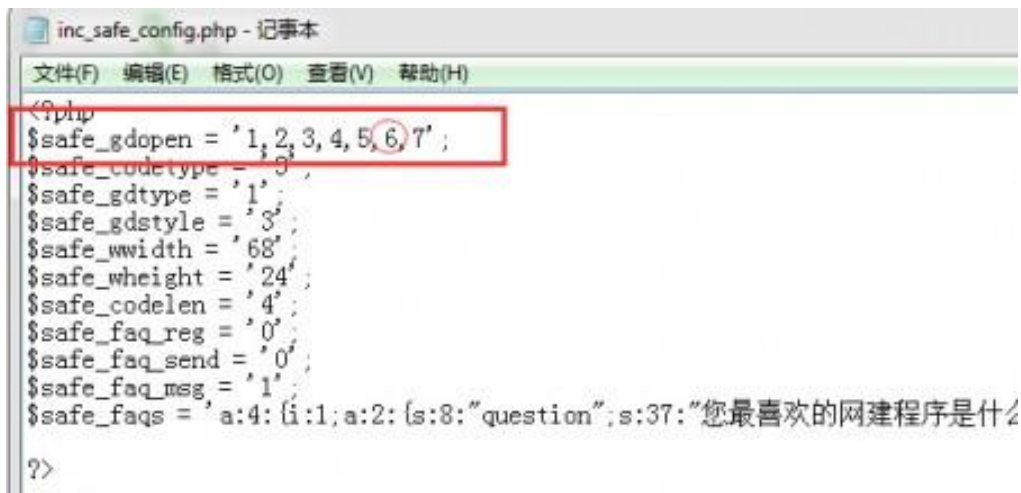 inc_safe_config.php - 记事本
文件(F) 编辑(E) 格式(O) 查看(V) 帮助(H)
<?php
$safe_gdopen = '1,2,3,4,5,6,7';
$safe_codetype = '3';
$safe_gdtype = '1';
$safe_gdstyle = '3';
$safe_wwidth = '68';
$safe_wheight = '24';
$safe_codelen = '4';
$safe_faq_reg = '0';
$safe_faq_send = '0';
$safe_faq_msg = '1';
$safe_faqs = 'a:4:{i:1;a:2:{s:8:"question";s:37:"您最喜欢的网建程序是什么
?>